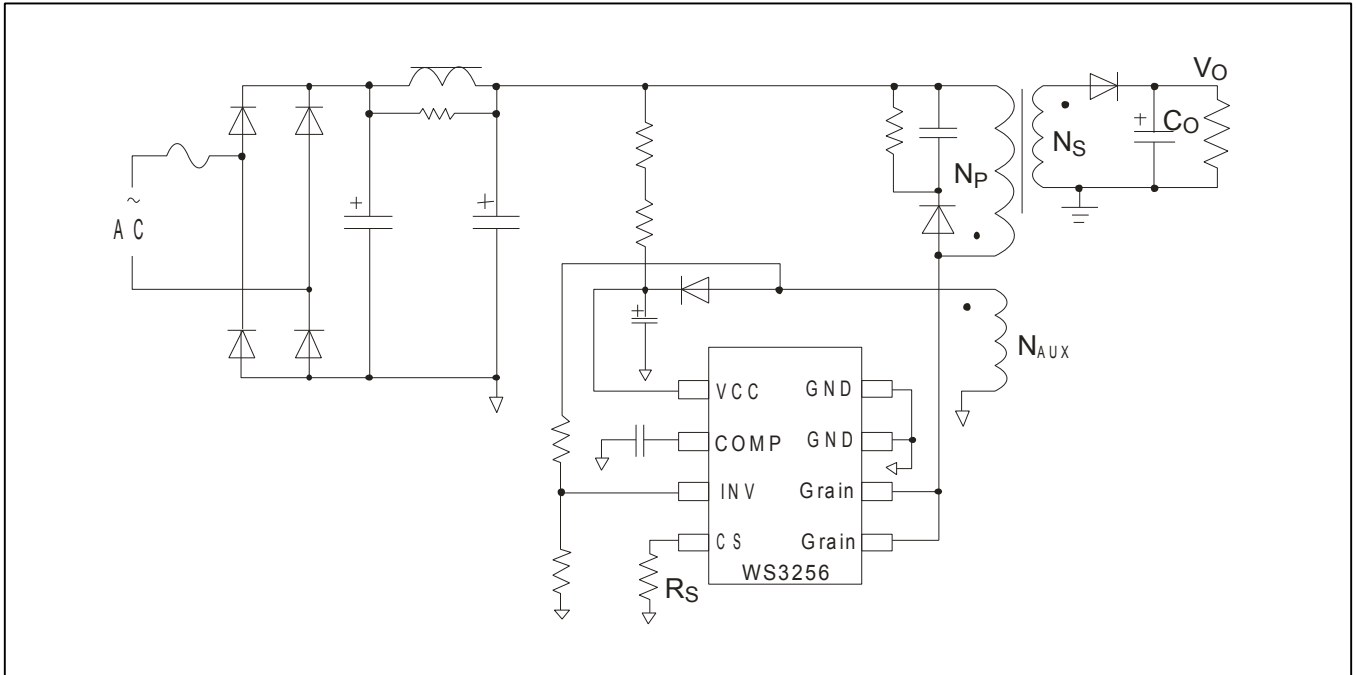 VO
CO
NS
NP
~
AC
+
+
+
+
NAUX
VCC
GND
COMP
GND
INV
Grain
CS
Grain
WS3256
RS